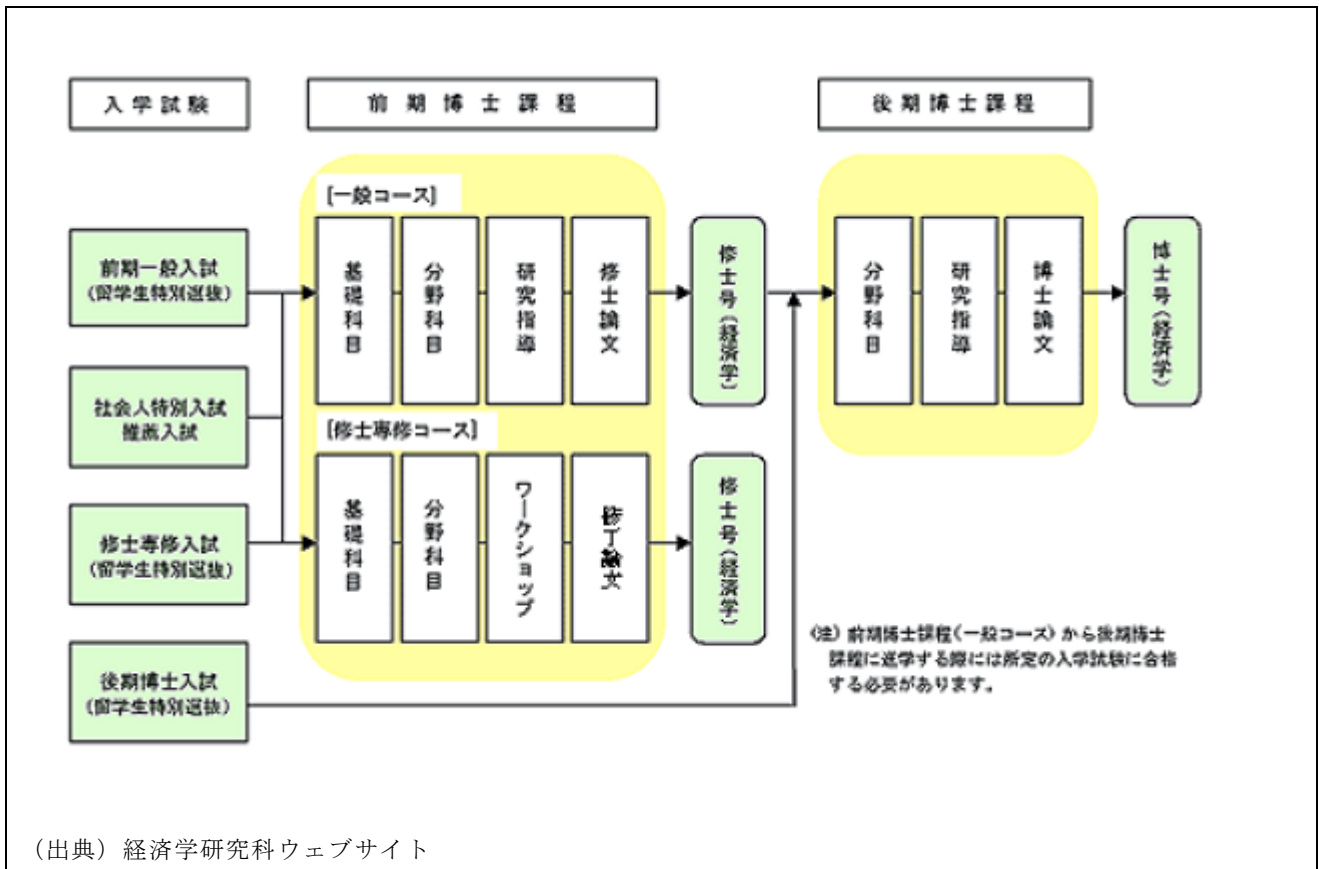 入学試験
前期博士課程
後期博士課程
[一般コース]
前期一般入試
(留学生特別選抜)
社会人特別入試
推薦入試
修士専修入試
(留学生特別選抜)
後期博士入試
(留学生特別選抜)
基礎科目
分野科目
研究指導
修士論文
修士号(経済学)
[修士専修コース]
基礎科目
分野科目
ワークショップ
修了論文
修士号(経済学)
分野科目
研究指導
博士論文
博士号(経済学)
(注) 前期博士課程(一般コース) から後期博士
課程に進学する際には所定の入学試験に合格
する必要があります。
(出典)経済学研究科ウェブサイト